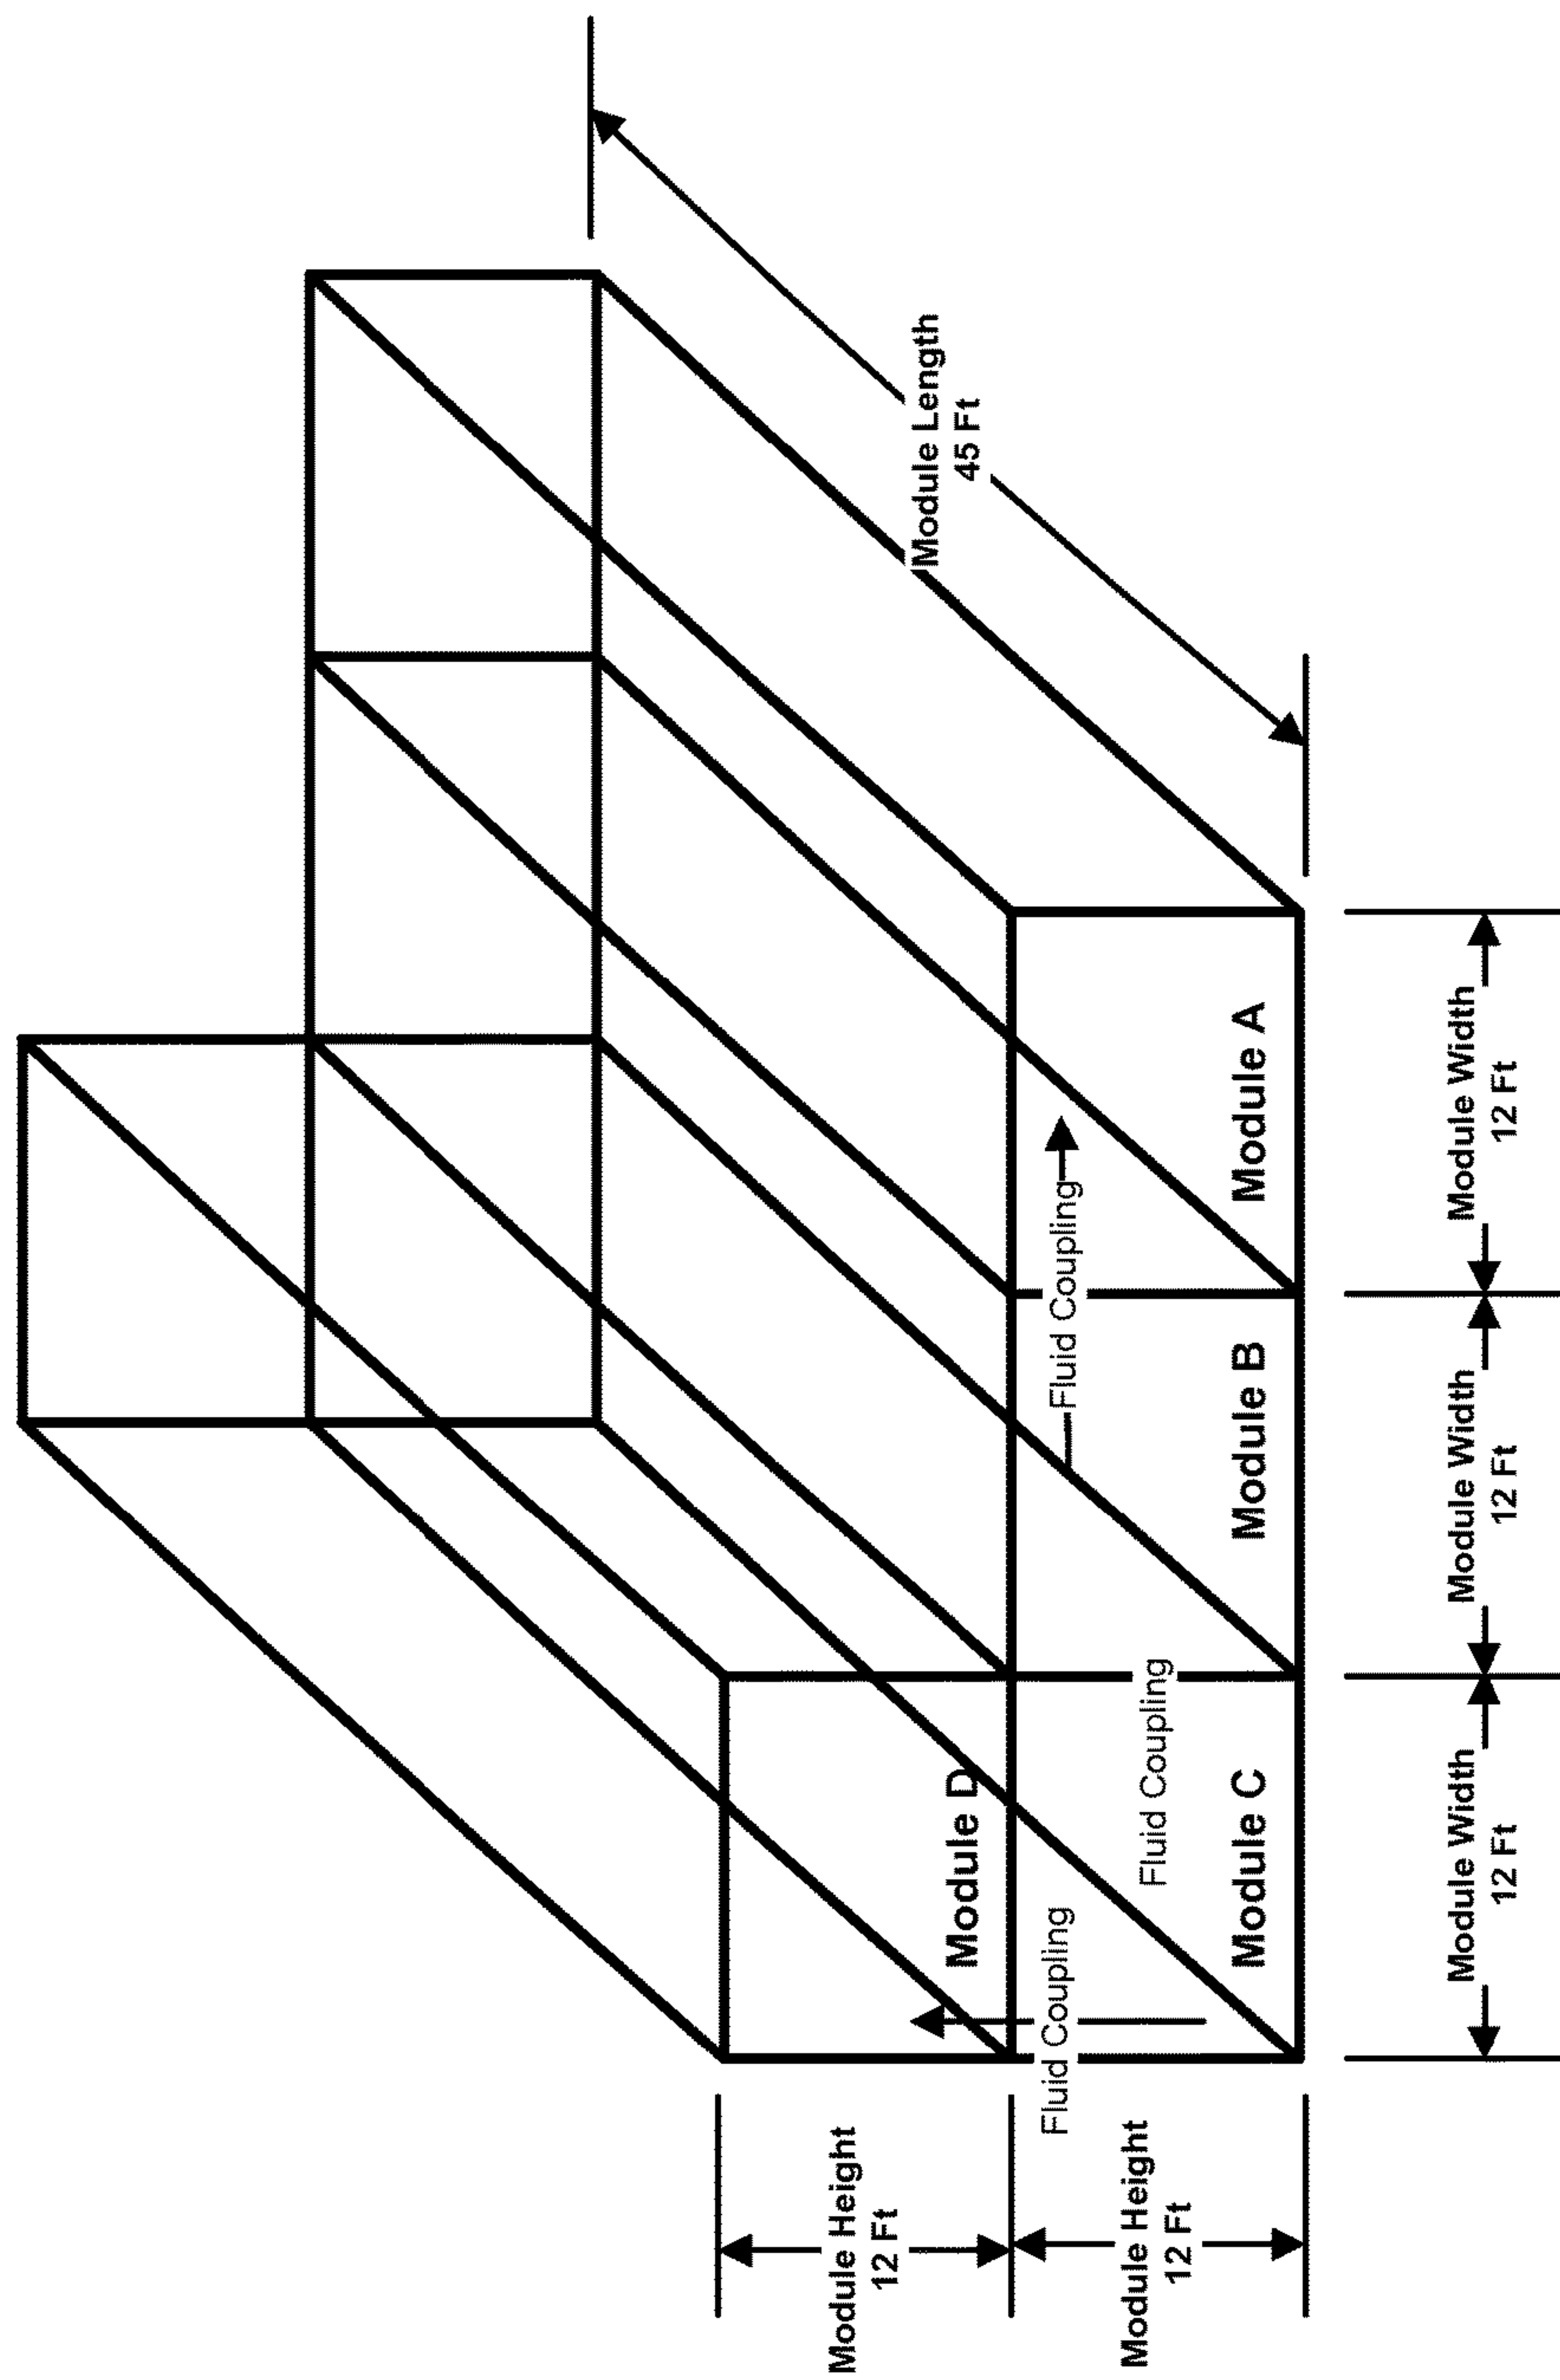 Module Height
12 Ft
Module Length
45 Ft
Module D
Fluid Coupling
Fluid Coupling
Module Height
12 Ft
Fluid Coupling
Module C
Module B
Module A
Module Width
12 Ft
Module Width
12 Ft
Module Width
12 Ft